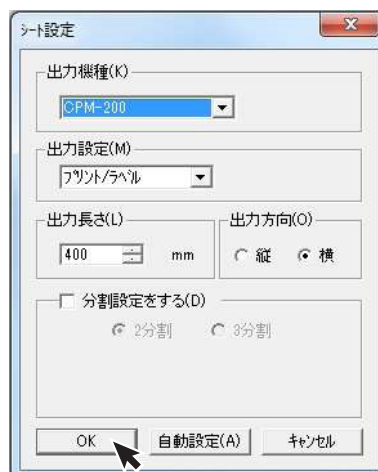 シート設定
出力機種(K)
CPM-200
出力設定(M)
プリント/ラベル
出力長さ(L)
400 mm
出力方向(O)
縦 横
分割設定をする(D)
2分割 3分割
OK 自動設定(A) キャンセル